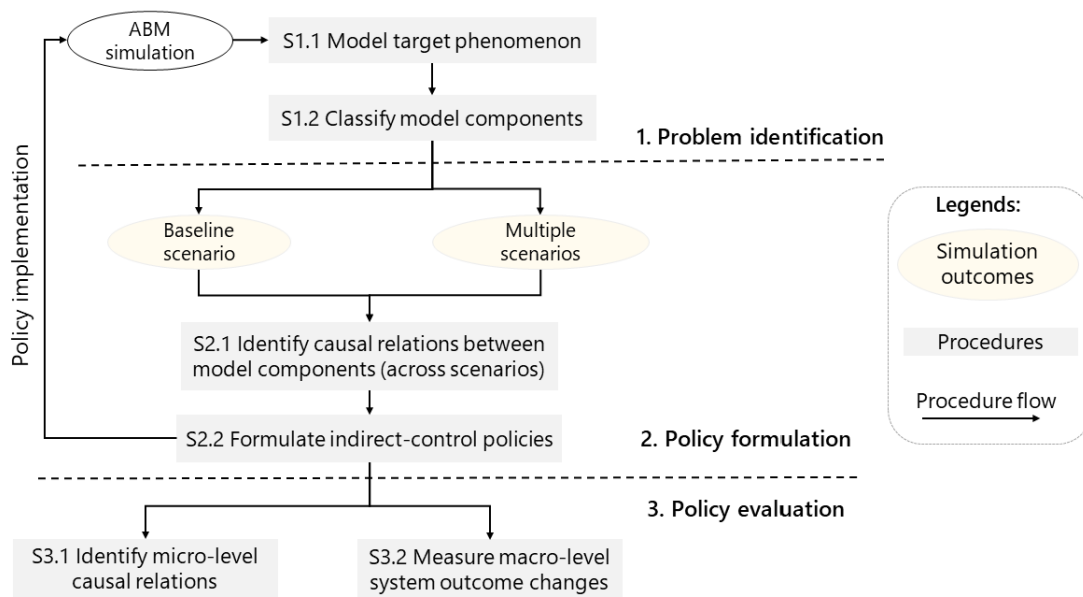 ABM
simulation
S1.1 Model target phenomenon
S1.2 Classify model components
1. Problem identification
Policy implementation
Baseline
scenario
Multiple
scenarios
S2.1 Identify causal relations between
model components (across scenarios)
S2.2 Formulate indirect-control policies
2. Policy formulation
3. Policy evaluation
S3.1 Identify micro-level
causal relations
S3.2 Measure macro-level
system outcome changes
Legends:
Simulation
outcomes
Procedures
Procedure flow